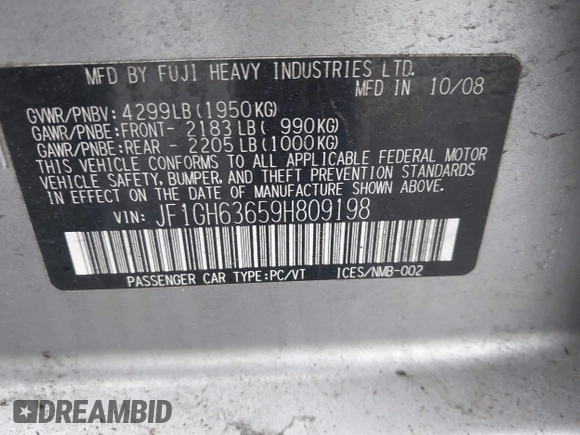 MFD BY FUJI HEAVY INDUSTRIES LTD.
MADE IN 10/08
GVWR/PNBV: 4299LB(1950KG)
GAWR/PNBE:FRONT- 2183LB( 990KG)
GAWR/PNBE:REAR - 2205LB(1000KG)
THIS VEHICLE CONFORMS TO ALL APPLICABLE FEDERAL MOTOR
VEHICLE SAFETY, BUMPER, AND THEFT PREVENTION STANDARDS
IN EFFECT ON THE DATE OF MANUFACTURE SHOWN ABOVE.
VIN: JF1GH63659H809198
PASSENGER CAR TYPE:PC/VT ICES/NMB-002
DREAMBID